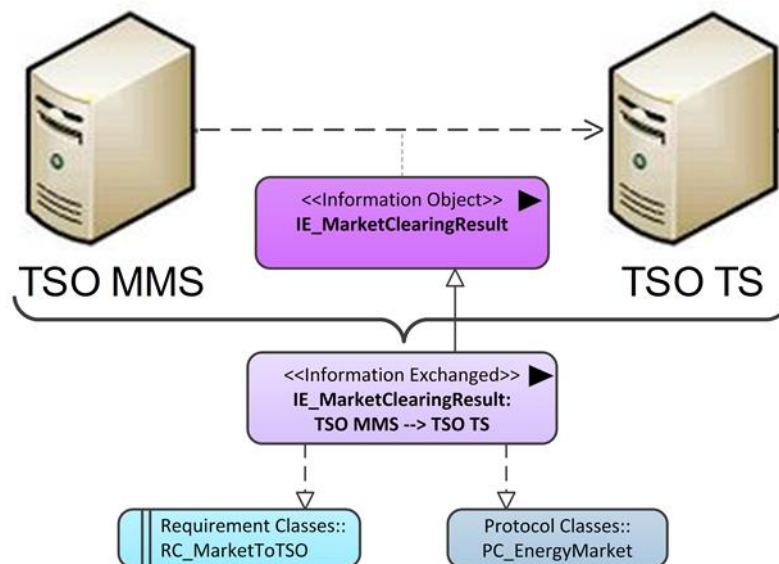 <<Information Object>>
IE_MarketClearingResult
TSO MMS
TSO TS
<<Information Exchanged>>
IE_MarketClearingResult:
TSO MMS --> TSO TS
Requirement Classes::
RC_MarketToTSO
Protocol Classes::
PC_EnergyMarket